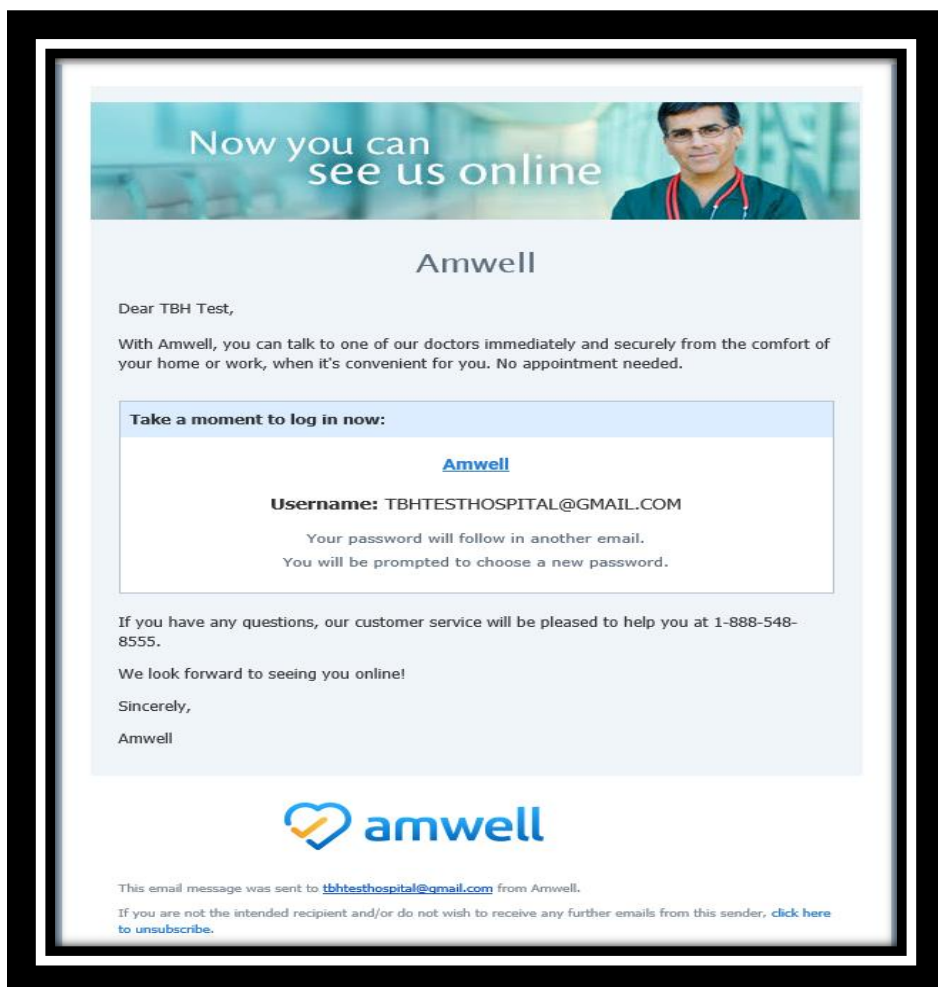 Now you can
see us online
Amwell
Dear TBH Test,
With Amwell, you can talk to one of our doctors immediately and securely from the comfort of
your home or work, when it's convenient for you. No appointment needed.
Take a moment to log in now:
Amwell
Username: TBHTESTHOSPITAL@GMAIL.COM
Your password will follow in another email.
You will be prompted to choose a new password.
If you have any questions, our customer service will be pleased to help you at 1-888-548-
8555.
We look forward to seeing you online!
Sincerely,
Amwell
amwell
This email message was sent to tbhtesthospital@gmail.com from Amwell.
If you are not the intended recipient and/or do not wish to receive any further emails from this sender, click here
to unsubscribe.